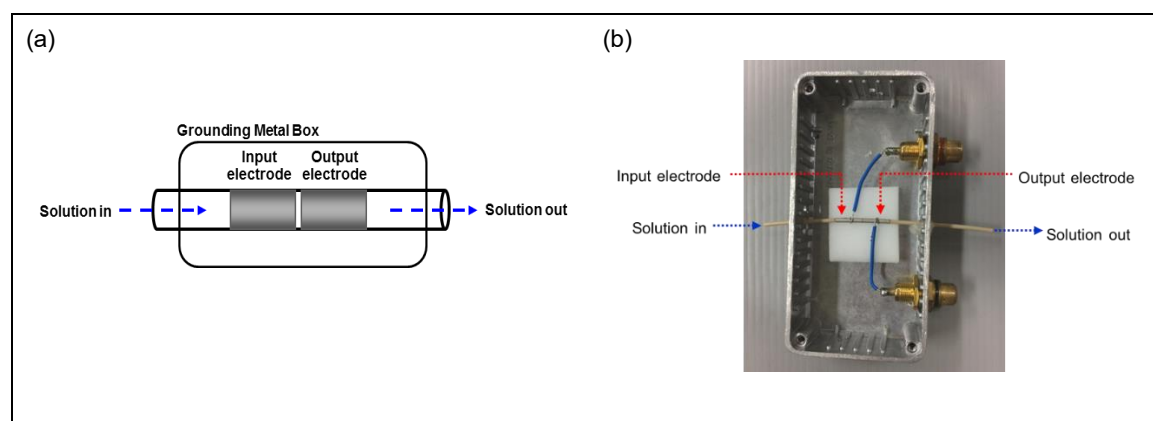 (a)
Grounding Metal Box
Input
electrode
Output
electrode
Solution in
Solution out
(b)
Input electrode
Output electrode
Solution in
Solution out